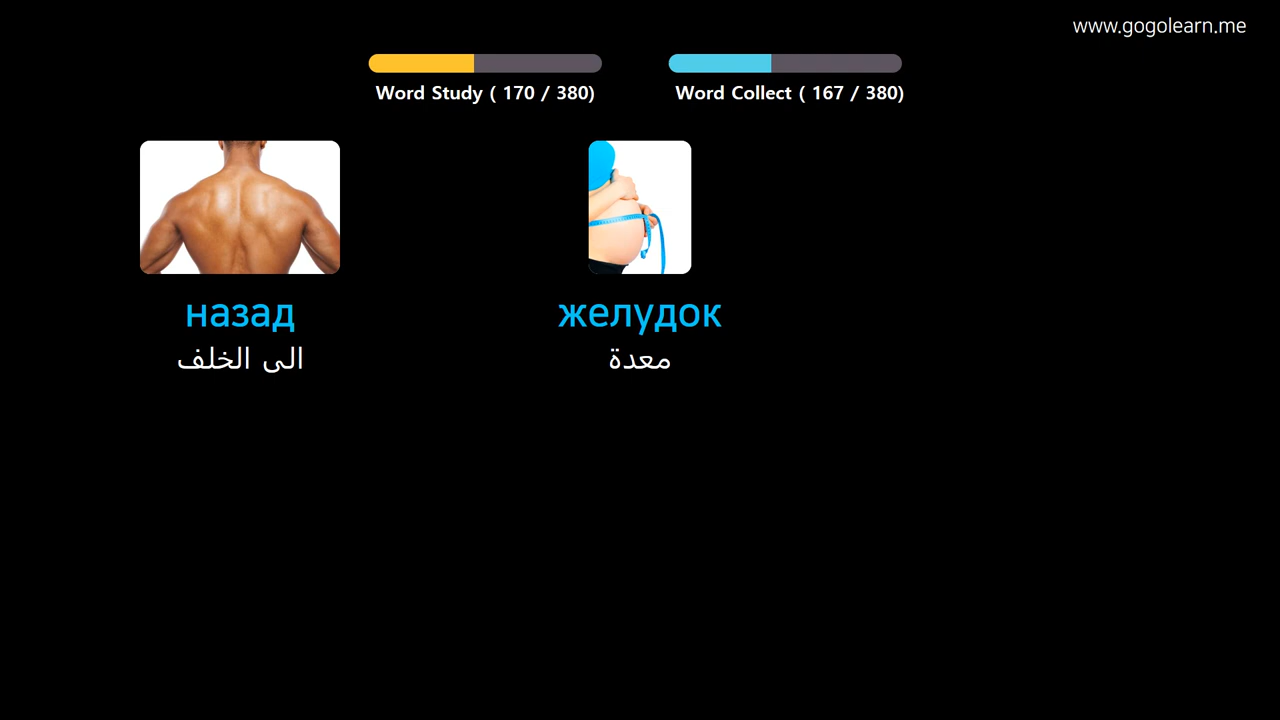 www.gogolearn.me
Word Study ( 170 / 380)
Word Collect ( 167 / 380)
назад
الى الخلف
желудок
معدة